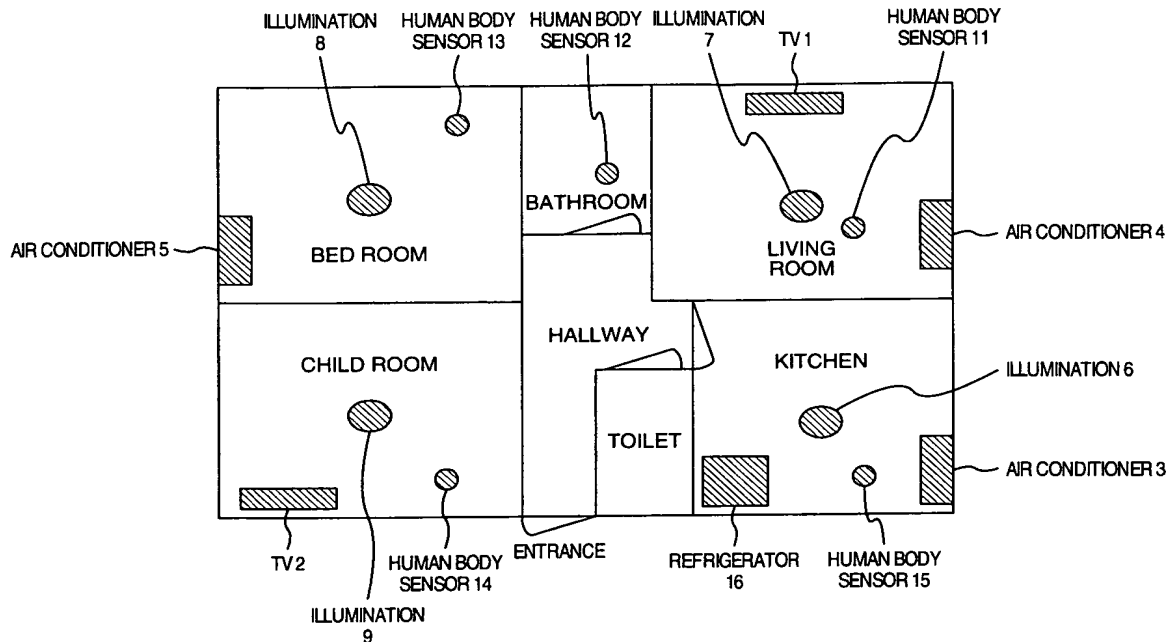 ILLUMINATION
8
HUMAN BODY
SENSOR 13
HUMAN BODY
SENSOR 12
ILLUMINATION
7
TV 1
HUMAN BODY
SENSOR 11
BATHROOM
AIR CONDITIONER 5
BED ROOM
LIVING
ROOM
AIR CONDITIONER 4
HALLWAY
CHILD ROOM
KITCHEN
ILLUMINATION 6
TOILET
AIR CONDITIONER 3
TV 2
HUMAN BODY
SENSOR 14
ENTRANCE
REFRIGERATOR
16
HUMAN BODY
SENSOR 15
ILLUMINATION
9